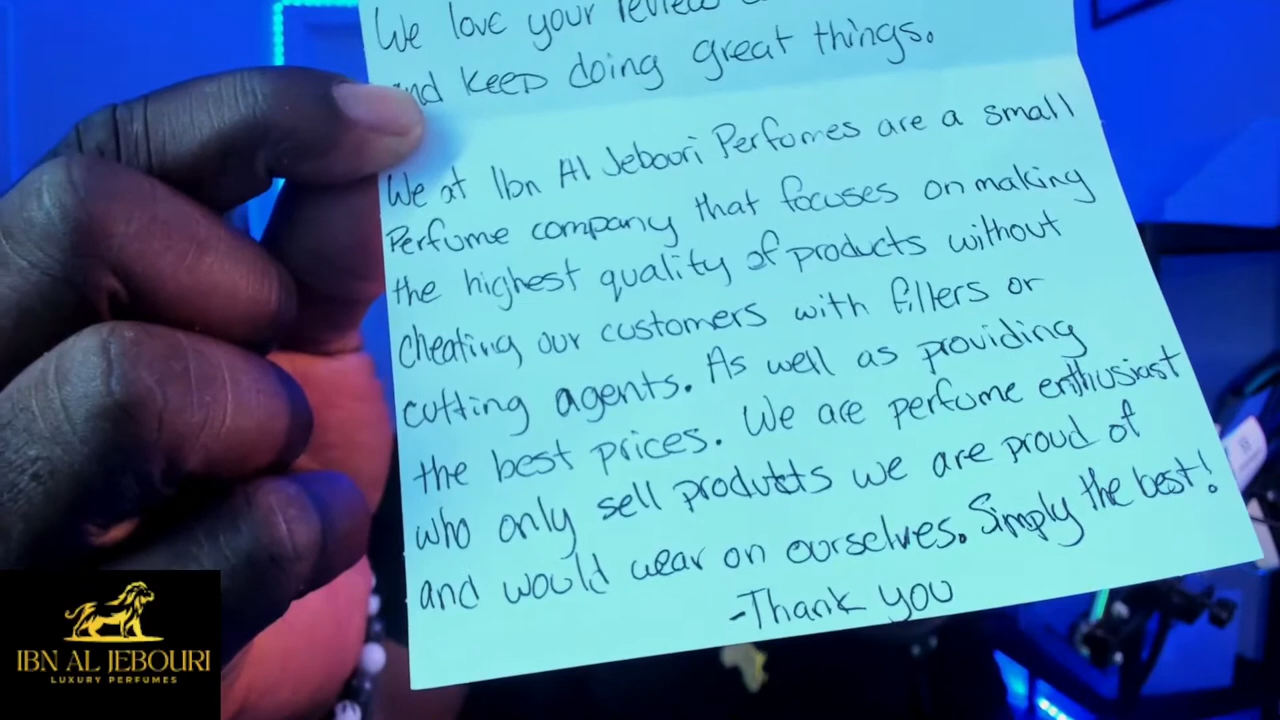 We love your review
and keep doing great things.
We at Ibn Al Jebouri Perfumes are a small
Perfume company that focuses on making
the highest quality of products without
cheating our customers with fillers or
cutting agents. As well as providing
the best prices. We are perfume enthusiast
who only sell products we are proud of
and would wear on ourselves. Simply the best!
-Thank you
IBN AL JEBOURI
LUXURY PERFUMES